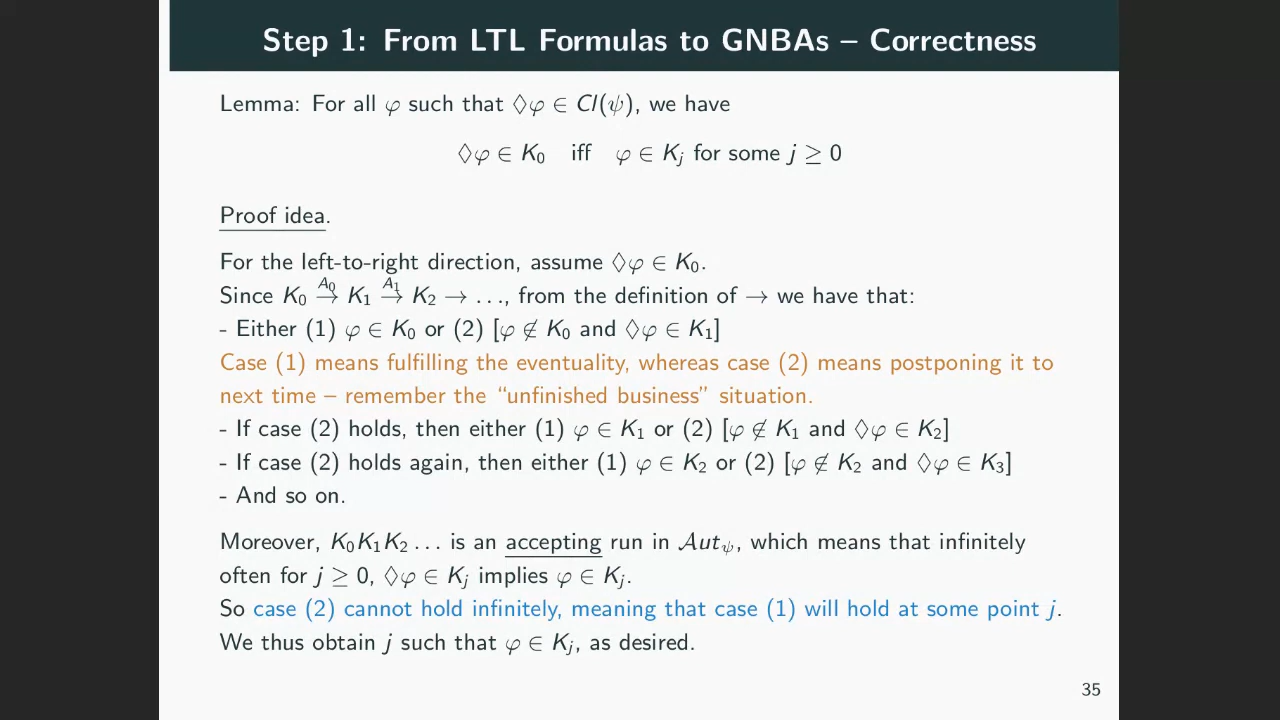 Step 1: From LTL Formulas to GNBAs – Correctness
Lemma: For all φ such that ◊φ ∈ Cl(ψ), we have
◊φ ∈ K₀ iff φ ∈ Kⱼ for some j ≥ 0
Proof idea.
For the left-to-right direction, assume ◊φ ∈ K₀.
Since K₀ →^A₀ K₁ →^A₁ K₂ → . . ., from the definition of → we have that:
- Either (1) φ ∈ K₀ or (2) [φ ∉ K₀ and ◊φ ∈ K₁]
Case (1) means fulfilling the eventuality, whereas case (2) means postponing it to
next time – remember the “unfinished business” situation.
- If case (2) holds, then either (1) φ ∈ K₁ or (2) [φ ∉ K₁ and ◊φ ∈ K₂]
- If case (2) holds again, then either (1) φ ∈ K₂ or (2) [φ ∉ K₂ and ◊φ ∈ K₃]
- And so on.
Moreover, K₀K₁K₂ . . . is an accepting run in 𝒜ut_ψ, which means that infinitely
often for j ≥ 0, ◊φ ∈ Kⱼ implies φ ∈ Kⱼ.
So case (2) cannot hold infinitely, meaning that case (1) will hold at some point j.
We thus obtain j such that φ ∈ Kⱼ, as desired.
35